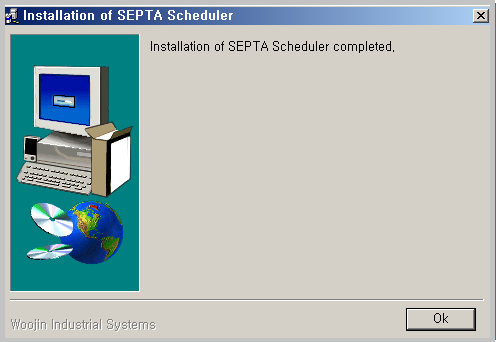 Installation of SEPTA Scheduler
Installation of SEPTA Scheduler completed.
Woojin Industrial Systems
Ok